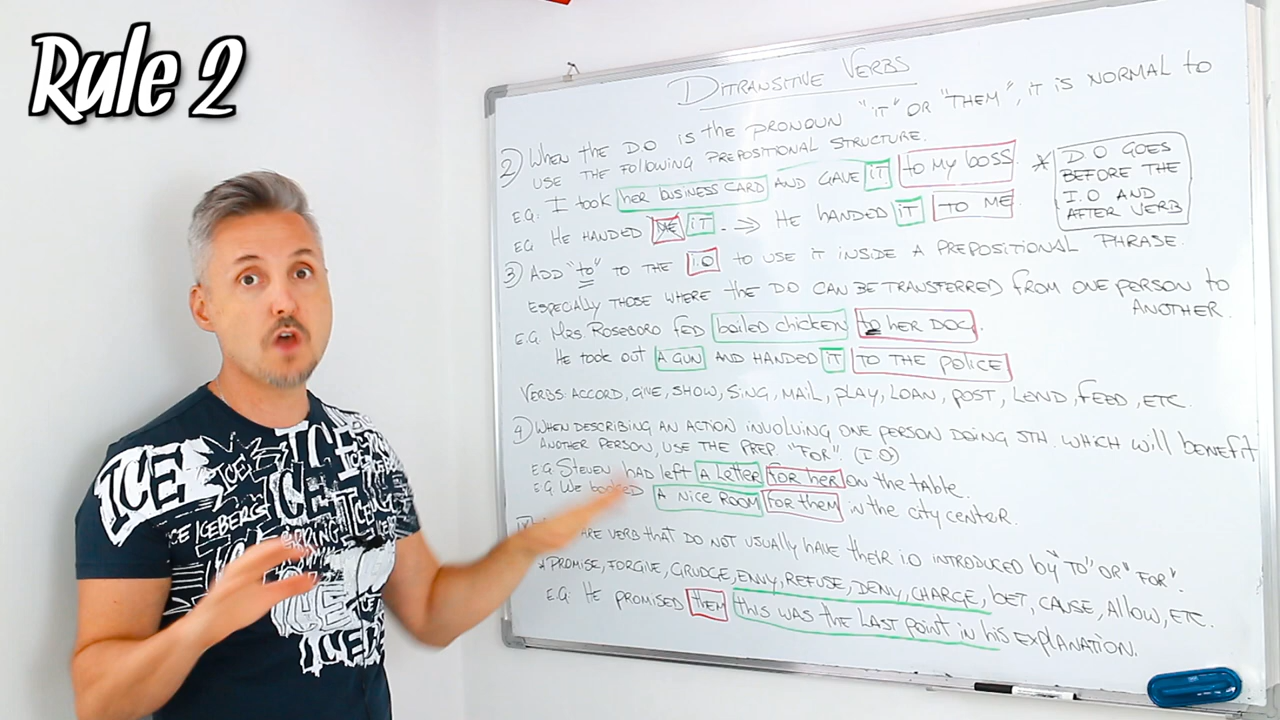 Rule 2
DITRANSITIVE VERBS
2) WHEN THE DO IS THE PRONOUN "IT" OR "THEM", IT IS NORMAL TO
USE THE FOLLOWING PREPOSITIONAL STRUCTURE.
E.G: I took HER BUSINESS CARD AND GAVE IT TO MY BOSS
EG HE HANDED ME IT. → HE HANDED IT TO ME
* DO GOES
BEFORE THE
I.O AND
AFTER VERB
3) ADD "to" TO THE I.O TO USE IT INSIDE A PREPOSITIONAL PHRASE.
ESPECIALLY THOSE WHERE THE DO CAN BE TRANSFERRED FROM ONE PERSON TO
ANOTHER.
E.G. MRS. ROSEBORO FED boiled chicken to HER DOG.
HE TOOK OUT A GUN AND HANDED IT TO THE POLICE
VERBS: ACCORD, GIVE, SHOW, SING, MAIL, PLAY, LOAN, POST, LEND, FEED, ETC.
4) WHEN DESCRIBING AN ACTION INVOLVING ONE PERSON DOING STH. WHICH will benefit
ANOTHER PERSON, USE THE PREP. "FOR". (I.O)
E.G. STEVEN HAD left A Letter FOR her on the table.
E.G. We booked A NICE ROOM FOR them in the city center.
ARE VERB THAT DO NOT USUALLY HAVE their i.o INTRODUCED by "TO" OR "FOR".
* PROMISE, FORGIVE, GRUDGE, ENVY, REFUSE, DENY, CHARGE, bET, CAUSE, Allow, ETC.
E.G: HE PROMISED THEM this WAS the LAST POINT IN his EXPLANATION.
ICE
ICE
ICEBERG
ICE